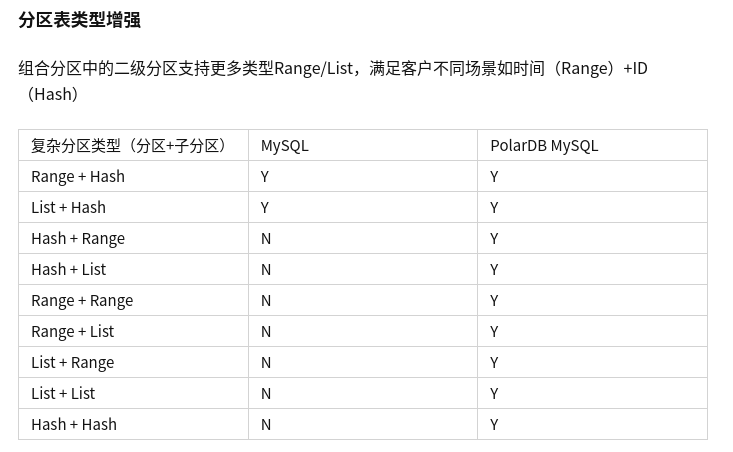 分区表类型增强
组合分区中的二级分区支持更多类型Range/List，满足客户不同场景如时间（Range）+ID
（Hash）
复杂分区类型（分区+子分区） MySQL PolarDB MySQL
Range + Hash Y Y
List + Hash Y Y
Hash + Range N Y
Hash + List N Y
Range + Range N Y
Range + List N Y
List + Range N Y
List + List N Y
Hash + Hash N Y